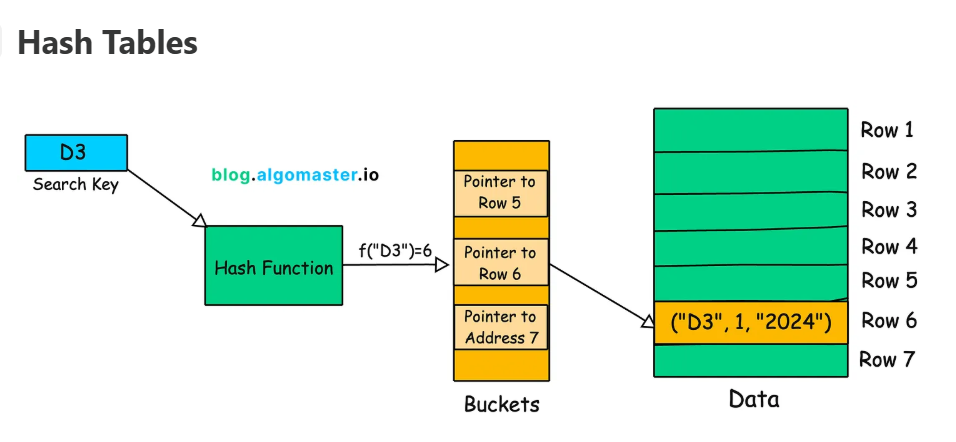 Hash Tables
D3
Search Key
blog.algomaster.io
Hash Function
f("D3")=6
Pointer to
Row 5
Pointer to
Row 6
Pointer to
Address 7
Buckets
Row 1
Row 2
Row 3
Row 4
Row 5
("D3", 1, "2024")
Row 6
Row 7
Data